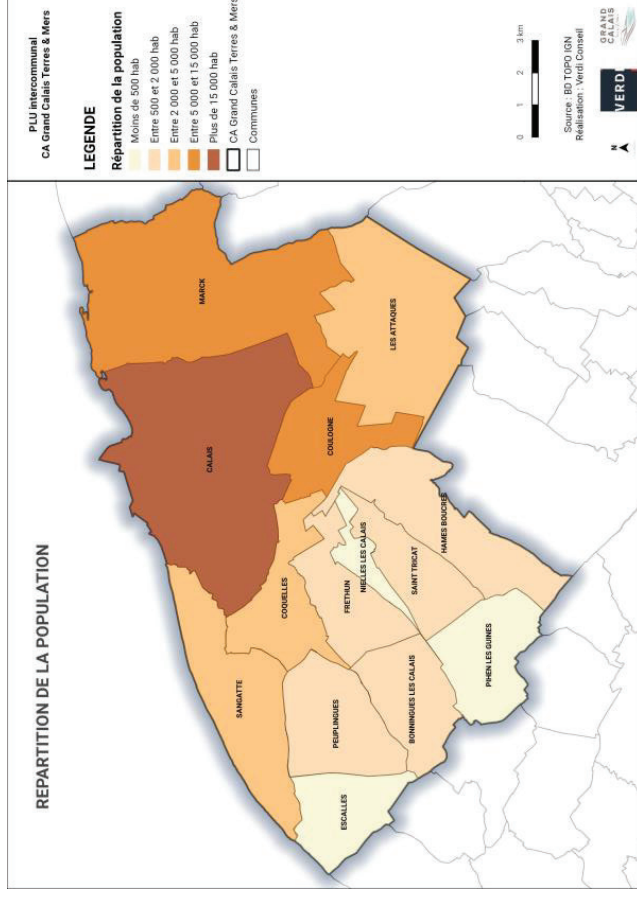 REPARTITION DE LA POPULATION
PLU intercommunal
CA Grand Calais Terres & Mers
LEGENDE
Répartition de la population
Moins de 500 hab
Entre 500 et 2 000 hab
Entre 2 000 et 5 000 hab
Entre 5 000 et 15 000 hab
Plus de 15 000 hab
CA Grand Calais Terres & Mers
Communes
MARCK
CALAIS
LES ATTAQUES
COULOGNE
SANGATTE
COQUELLES
FRETHUN
NIELLES LES CALAIS
HAMES BOUCRES
SAINT TRICAT
PEUPLINGUES
BONNINGUES LES CALAIS
PIHEN LES GUINES
ESCALLES
0 1 2 3 km
Source : BD TOPO IGN
Réalisation : Verdi Conseil
N
VERDI
GRAND
CALAIS